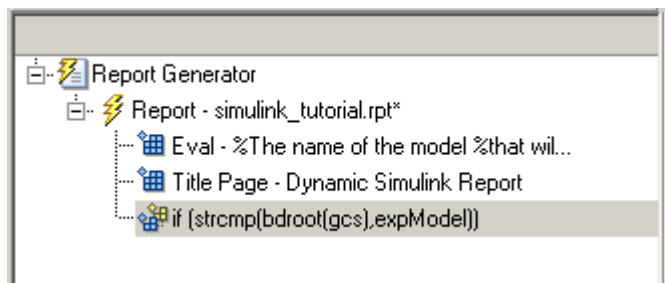 Report Generator
Report - simulink_tutorial.rpt*
Eval - %The name of the model %that wil...
Title Page - Dynamic Simulink Report
if (strcmp(bdroot(gcs),expModel))